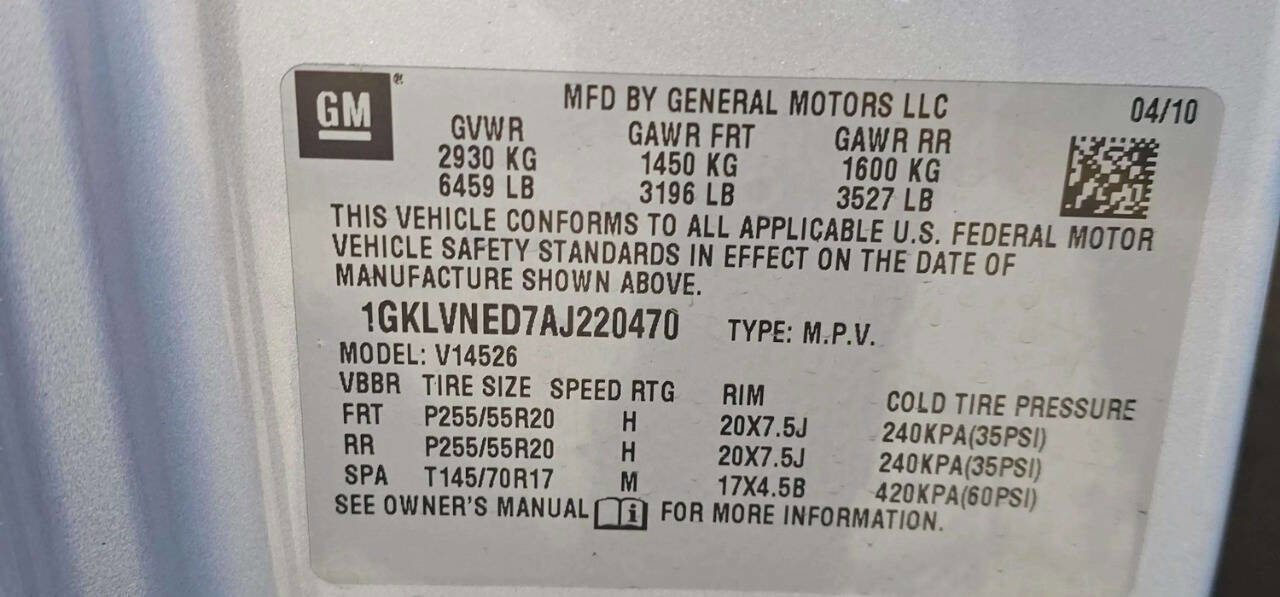 GM ®
MFD BY GENERAL MOTORS LLC 04/10
GVWR GAWR FRT GAWR RR
2930 KG 1450 KG 1600 KG
6459 LB 3196 LB 3527 LB
THIS VEHICLE CONFORMS TO ALL APPLICABLE U.S. FEDERAL MOTOR
VEHICLE SAFETY STANDARDS IN EFFECT ON THE DATE OF
MANUFACTURE SHOWN ABOVE.
1GKLVNED7AJ220470 TYPE: M.P.V.
MODEL: V14526
VBBR TIRE SIZE SPEED RTG RIM COLD TIRE PRESSURE
FRT P255/55R20 H 20X7.5J 240KPA(35PSI)
RR P255/55R20 H 20X7.5J 240KPA(35PSI)
SPA T145/70R17 M 17X4.5B 420KPA(60PSI)
SEE OWNER'S MANUAL i FOR MORE INFORMATION.